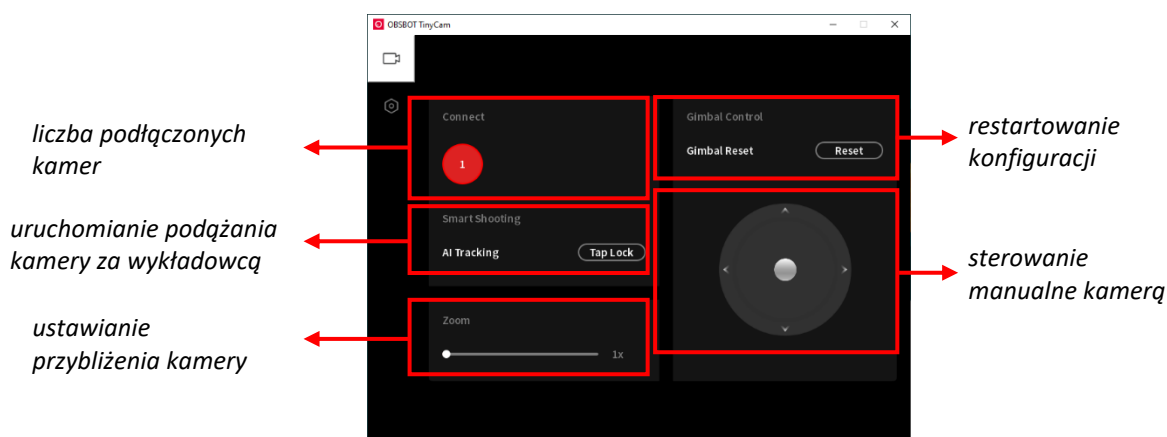 OBSBOT TinyCam
Connect
1
liczba podłączonych
kamer
Gimbal Control
Gimbal Reset
Reset
restartowanie
konfiguracji
Smart Shooting
AI Tracking
Tap Lock
uruchomianie podążania
kamery za wykładowcą
sterowanie
manualne kamerą
Zoom
1x
ustawianie
przybliżenia kamery